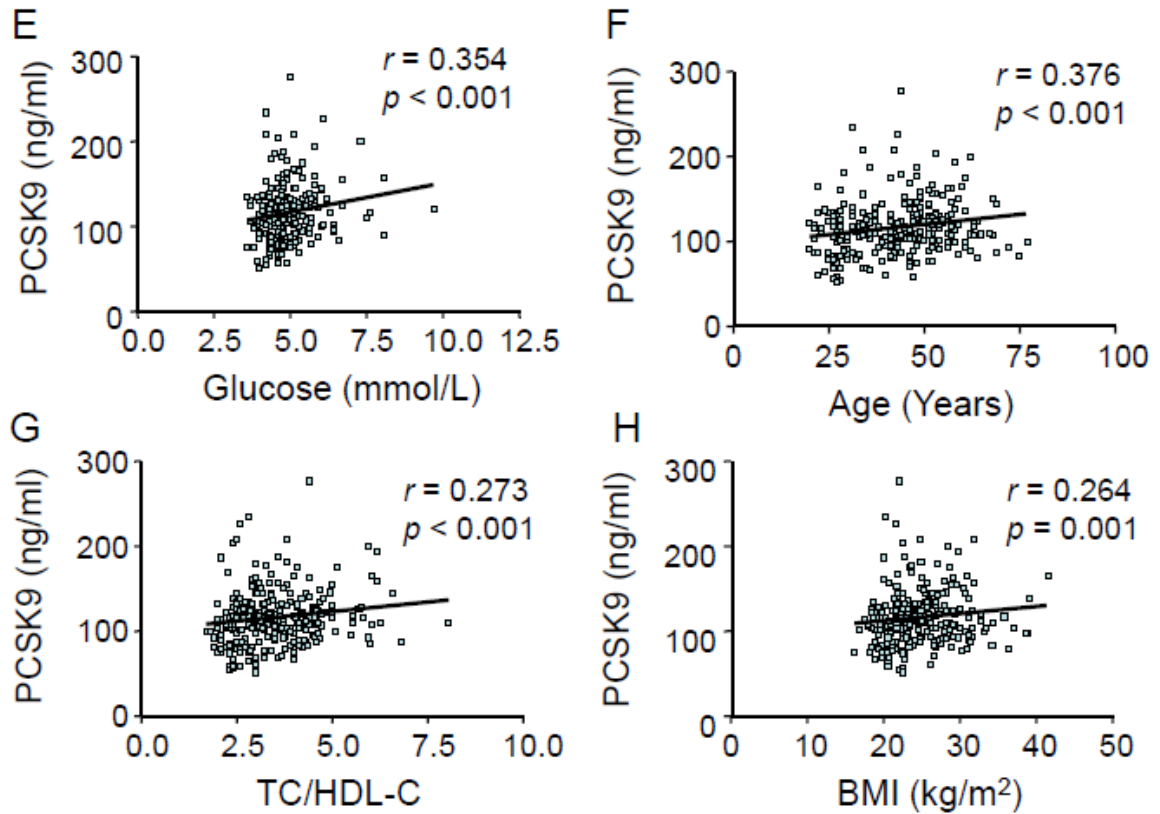 E
r = 0.354
p < 0.001
PCSK9 (ng/ml)
300
200
100
0
0.0 2.5 5.0 7.5 10.0 12.5
Glucose (mmol/L)
F
r = 0.376
p < 0.001
PCSK9 (ng/ml)
300
200
100
0
0 25 50 75 100
Age (Years)
G
r = 0.273
p < 0.001
PCSK9 (ng/ml)
300
200
100
0
0.0 2.5 5.0 7.5 10.0
TC/HDL-C
H
r = 0.264
p = 0.001
PCSK9 (ng/ml)
300
200
100
0
0 10 20 30 40 50
BMI (kg/m²)